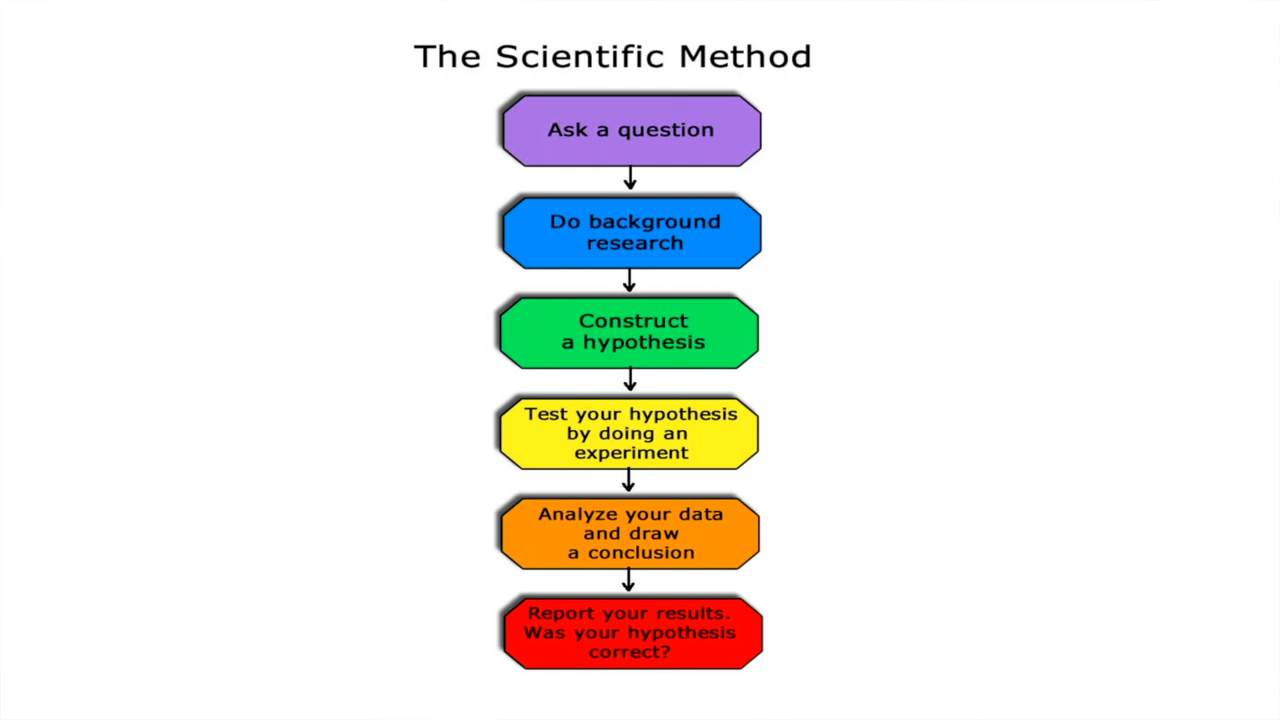 The Scientific Method
Ask a question
Do background
research
Construct
a hypothesis
Test your hypothesis
by doing an
experiment
Analyze your data
and draw
a conclusion
Report your results.
Was your hypothesis
correct?